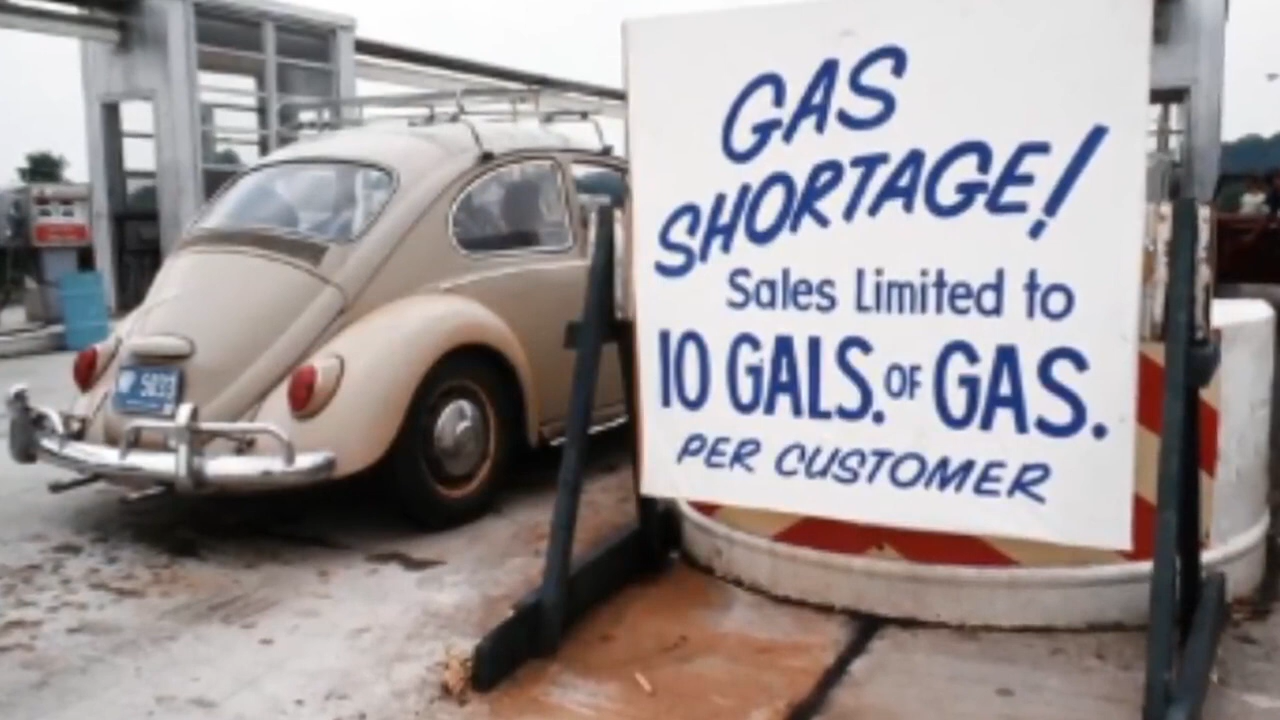 GAS
SHORTAGE!
Sales Limited to
10 GALS. OF GAS.
PER CUSTOMER